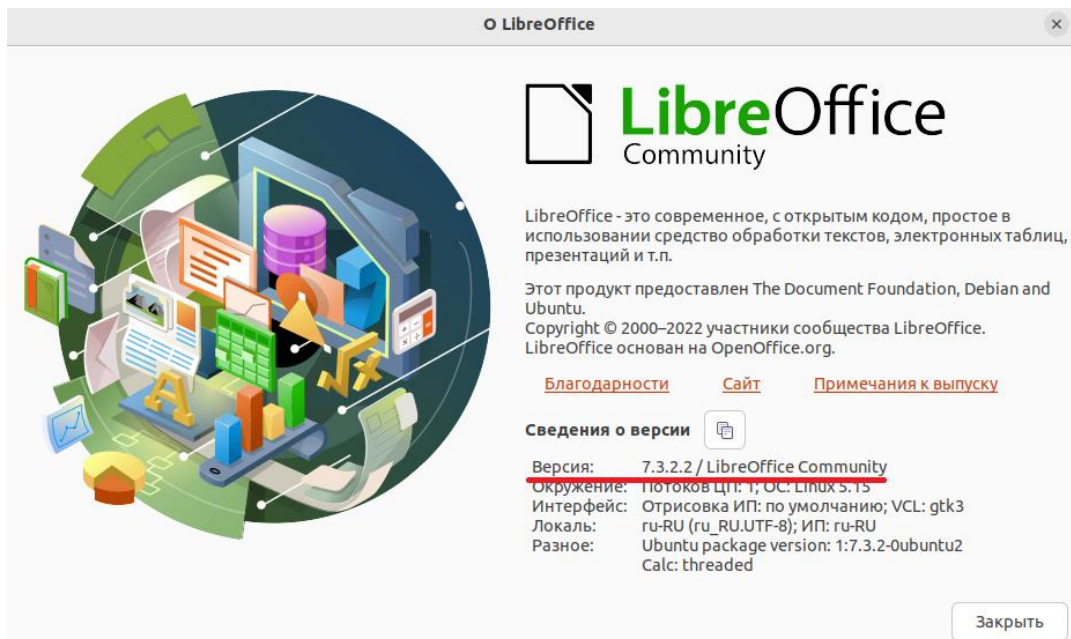 О LibreOffice
LibreOffice
Community
LibreOffice - это современное, с открытым кодом, простое в
использовании средство обработки текстов, электронных таблиц,
презентаций и т.п.
Этот продукт предоставлен The Document Foundation, Debian and
Ubuntu.
Copyright © 2000–2022 участники сообщества LibreOffice.
LibreOffice основан на OpenOffice.org.
Благодарности Сайт Примечания к выпуску
Сведения о версии
Версия: 7.3.2.2 / LibreOffice Community
Окружение: Потоков ЦП: 1; ОС: Linux 5.15
Интерфейс: Отрисовка ИП: по умолчанию; VCL: gtk3
Локаль: ru-RU (ru_RU.UTF-8); ИП: ru-RU
Разное: Ubuntu package version: 1:7.3.2-0ubuntu2
Calc: threaded
Закрыть